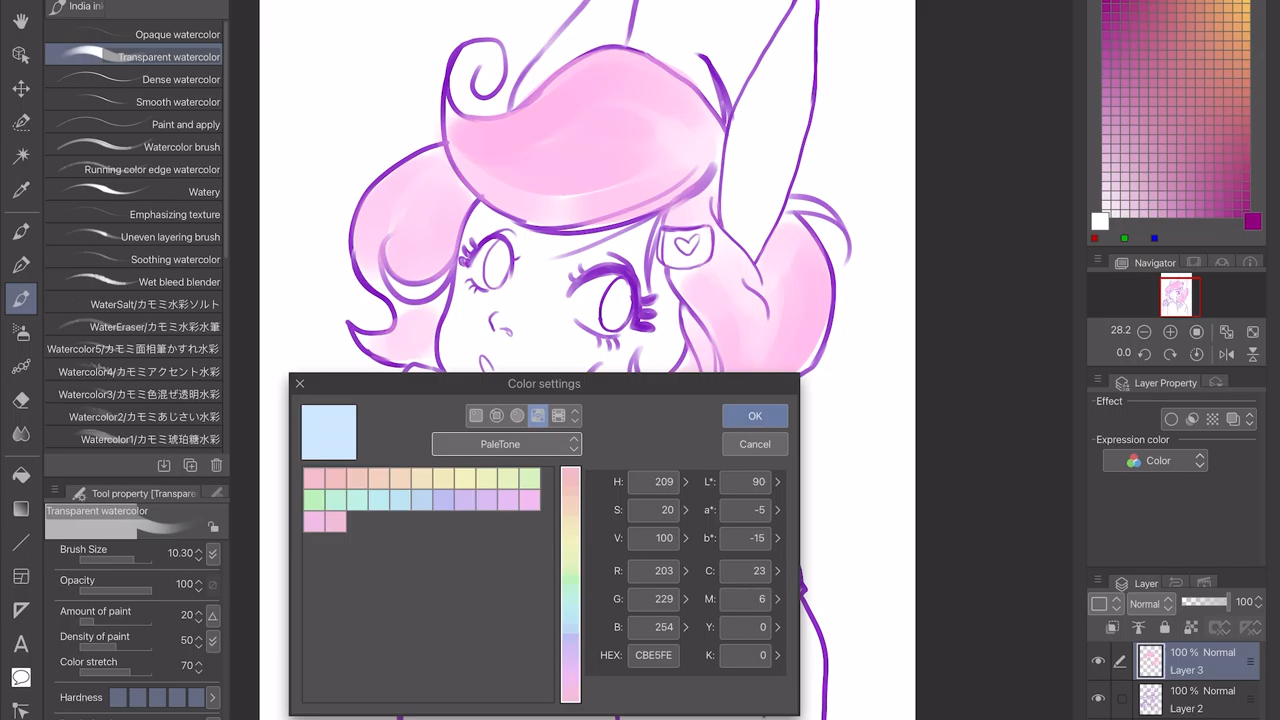 India in
Opaque watercolor
Transparent watercolor
Dense watercolor
Smooth watercolor
Paint and apply
Watercolor brush
Running color edge watercolor
Watery
Emphasizing texture
Uneven layering brush
Soothing watercolor
Wet bleed blender
WaterSalt/カモミ水彩ソルト
WaterEraser/カモミ水彩水筆
Watercolor5/カモミ面相筆かすれ水彩
Watercolor4/カモミアクセント水彩
Watercolor3/カモミ色混ぜ透明水彩
Watercolor2/カモミあじさい水彩
Watercolor1/カモミ琥珀糖水彩
Tool property [Transpare
Transparent watercolor
Brush Size 10.30
Opacity 100
Amount of paint 20
Density of paint 50
Color stretch 70
Hardness
Color settings
OK
PaleTone
Cancel
H: 209 L*: 90
S: 20 a*: -5
V: 100 b*: -15
R: 203 C: 23
G: 229 M: 6
B: 254 Y: 0
HEX: CBE5FE K: 0
Navigator
28.2
0.0
Layer Property
Effect
Expression color
Color
Layer
Normal 100
100 % Normal
Layer 3
100 % Normal
Layer 2